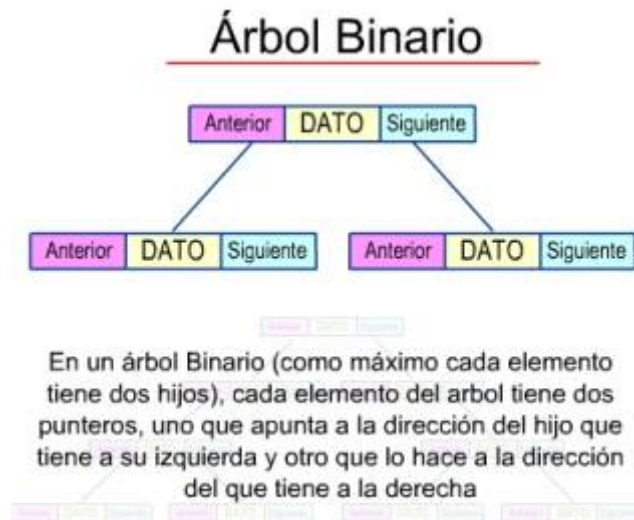 Árbol Binario
Anterior DATO Siguiente
Anterior DATO Siguiente Anterior DATO Siguiente
En un árbol Binario (como máximo cada elemento
tiene dos hijos), cada elemento del arbol tiene dos
punteros, uno que apunta a la dirección del hijo que
tiene a su izquierda y otro que lo hace a la dirección
del que tiene a la derecha